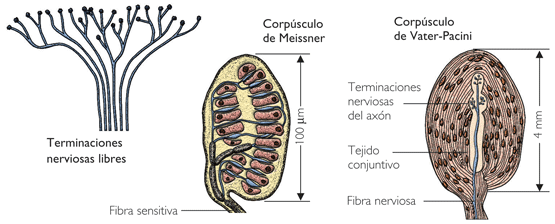 Terminaciones
nerviosas libres
Corpúsculo
de Meissner
100 µm
Fibra sensitiva
Corpúsculo
de Vater-Pacini
Terminaciones
nerviosas
del axón
Tejido
conjuntivo
Fibra nerviosa
4 mm